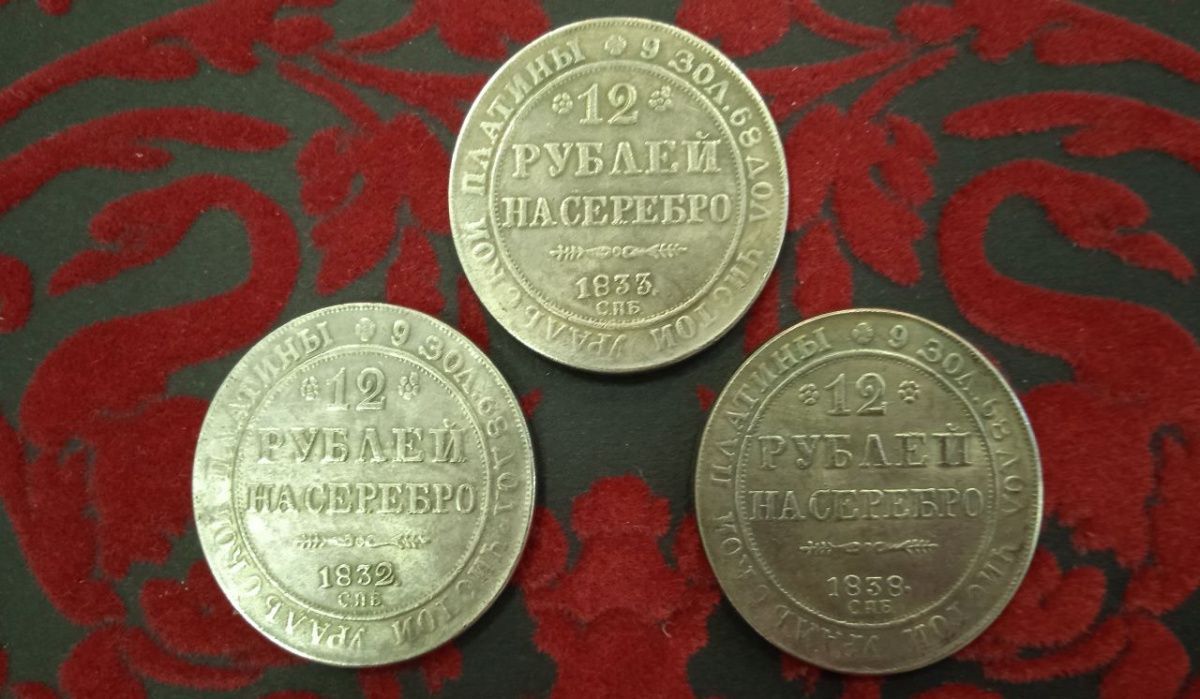 9 ЗОЛ. 68 ДОЛ ЧИСТОЙ УРАЛЬСКОЙ ПЛАТИНЫ
12
РУБЛЕЙ
НА СЕРЕБРО
1833.
СПБ
9 ЗОЛ. 68 ДОЛ ЧИСТОЙ УРАЛЬСКОЙ ПЛАТИНЫ
12
РУБЛЕЙ
НА СЕРЕБРО
1832
СПБ
9 ЗОЛ. 68 ДОЛ ЧИСТОЙ УРАЛЬСКОЙ ПЛАТИНЫ
12
РУБЛЕЙ
НА СЕРЕБРО
1838.
СПБ